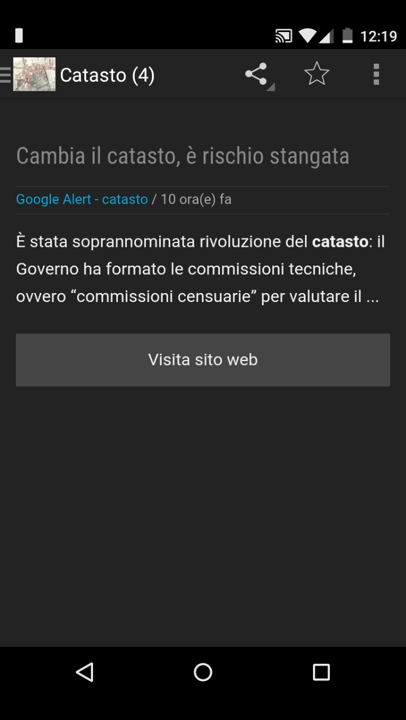 12:19
Catasto (4)
Cambia il catasto, è rischio stangata
Google Alert - catasto / 10 ora(e) fa
È stata soprannominata rivoluzione del catasto: il
Governo ha formato le commissioni tecniche,
ovvero “commissioni censuarie” per valutare il ...
Visita sito web